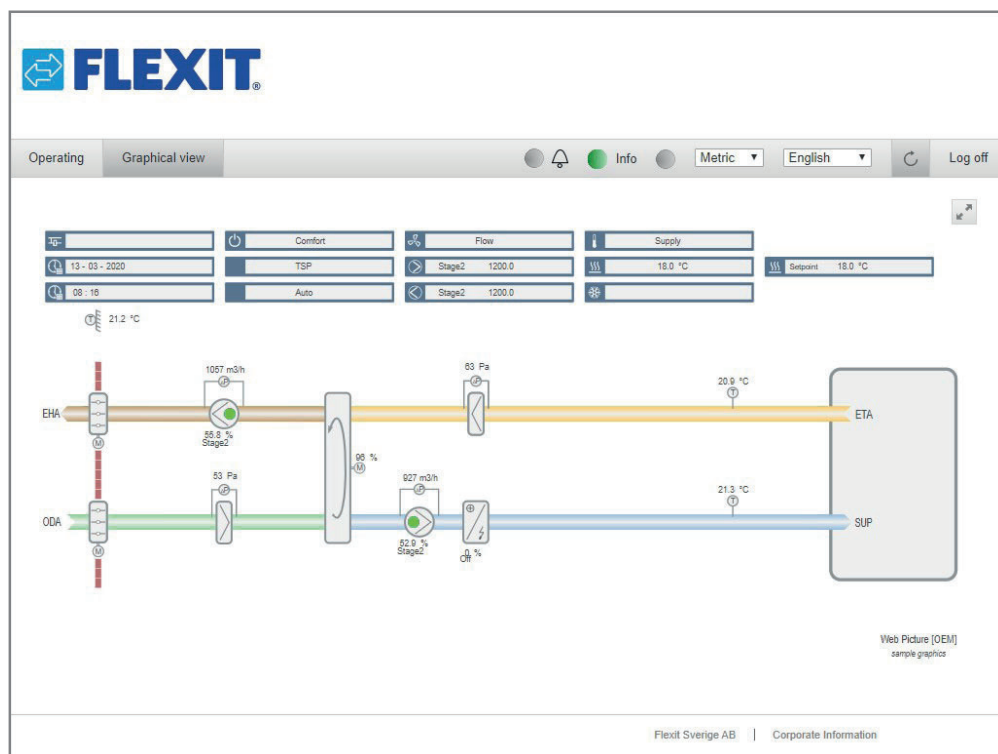 FLEXIT®
Operating Graphical view Info Metric English Log off
Comfort Flow Supply
13 - 03 - 2020 TSP Stage2 1200.0 18.0 °C Setpoint 18.0 °C
08 : 16 Auto Stage2 1200.0
T 21.2 °C
1057 m3/h 63 Pa 20.9 °C
T
EHA ETA
55.8 %
Stage2
M
96 %
M
53 Pa 927 m3/h 21.3 °C
T
ODA SUP
52.9 %
Stage2
0 %
Off
M
Web Picture [OEM]
sample graphics
Flexit Sverige AB | Corporate Information